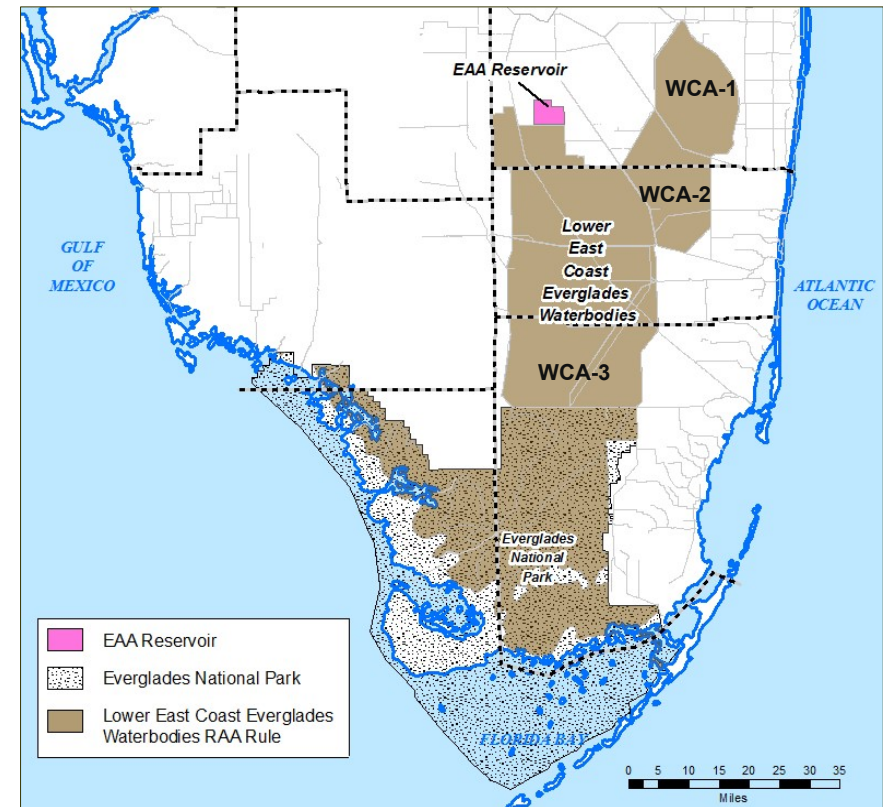 EAA Reservoir
WCA-1
WCA-2
Lower
East
Coast
Everglades
Waterbodies
GULF
OF
MEXICO
ATLANTIC
OCEAN
WCA-3
Everglades
National
Park
EAA Reservoir
Everglades National Park
Lower East Coast Everglades
Waterbodies RAA Rule
FLORIDA BAY
0 5 10 15 20 25 30 35
Miles